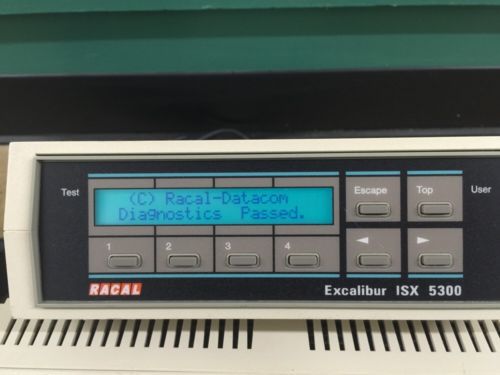 Test
(C) Racal-Datacom
Diagnostics Passed.
Escape
Top
User
1
2
3
4
RACAL
Excalibur ISX 5300